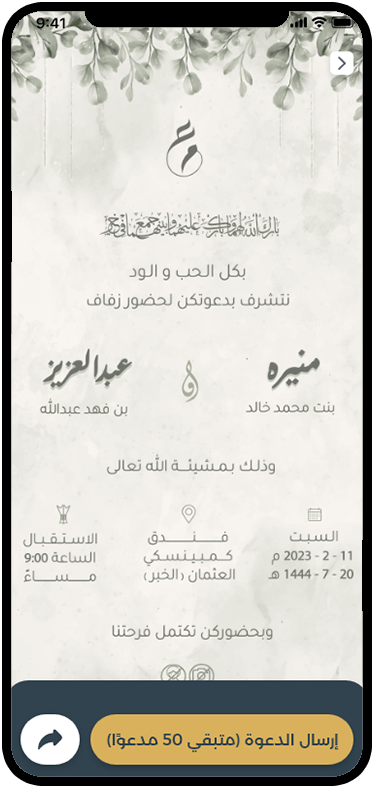 9:41
بارك الله لهما وبارك عليهما وجمع بينهما في خير
بكل الحب و الود
نتشرف بدعوتكن لحضور زفاف
منيره
بنت محمد خالد
و
عبدالعزيز
بن فهد عبدالله
وذلك بمشيئة الله تعالى
السبت
11 - 2 - 2023 م
20 - 7 - 1444 هـ
فندق
كمبينسكي
العثمان (الخبر)
الاستقبال
الساعة 9:00
مساءً
وبحضوركن تكتمل فرحتنا
إرسال الدعوة (متبقي 50 مدعوًا)